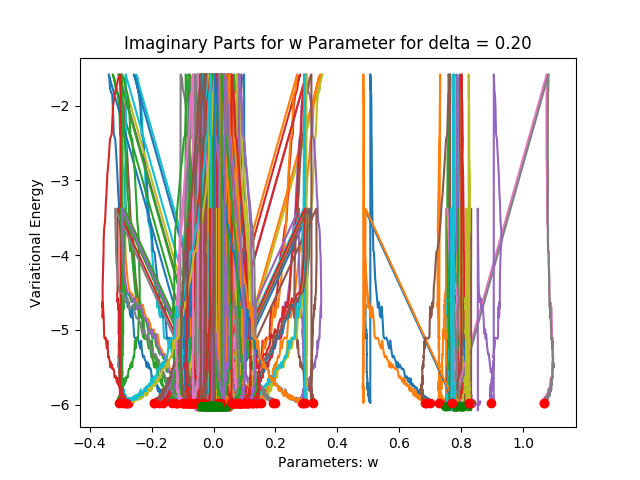 Imaginary Parts for w Parameter for delta = 0.20
Variational Energy
−2
−3
−4
−5
−6
−0.4 −0.2 0.0 0.2 0.4 0.6 0.8 1.0
Parameters: w